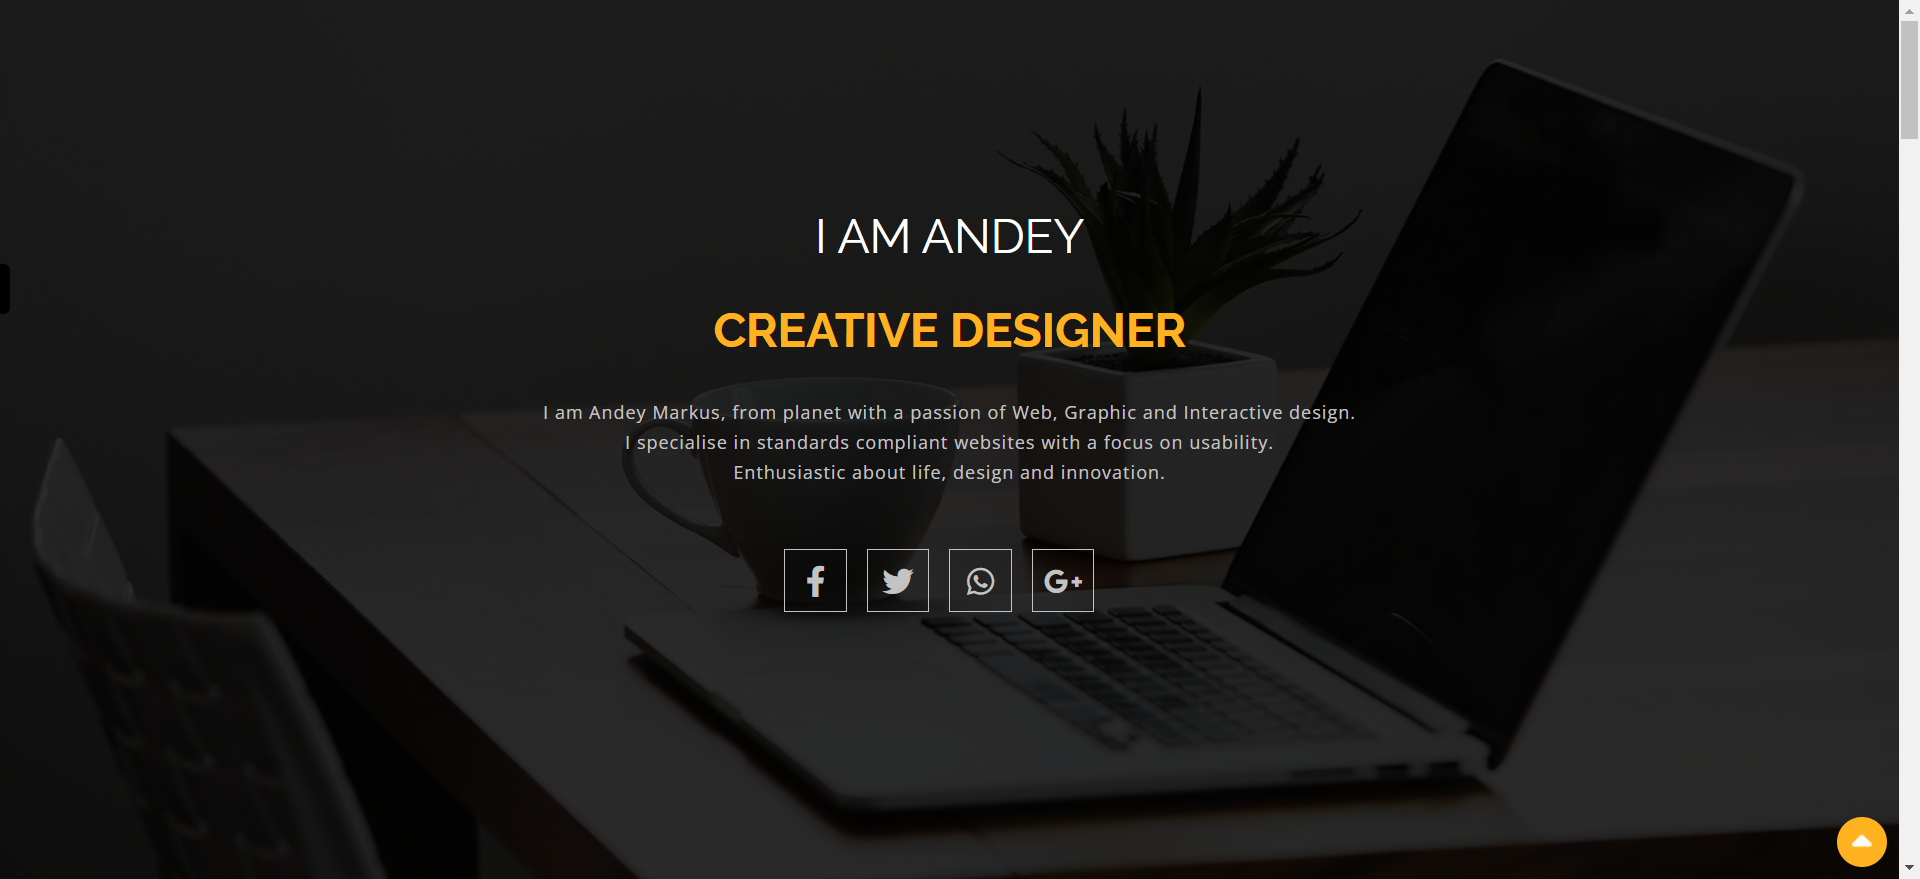 I AM ANDEY
CREATIVE DESIGNER
I am Andey Markus, from planet with a passion of Web, Graphic and Interactive design.
I specialise in standards compliant websites with a focus on usability.
Enthusiastic about life, design and innovation.